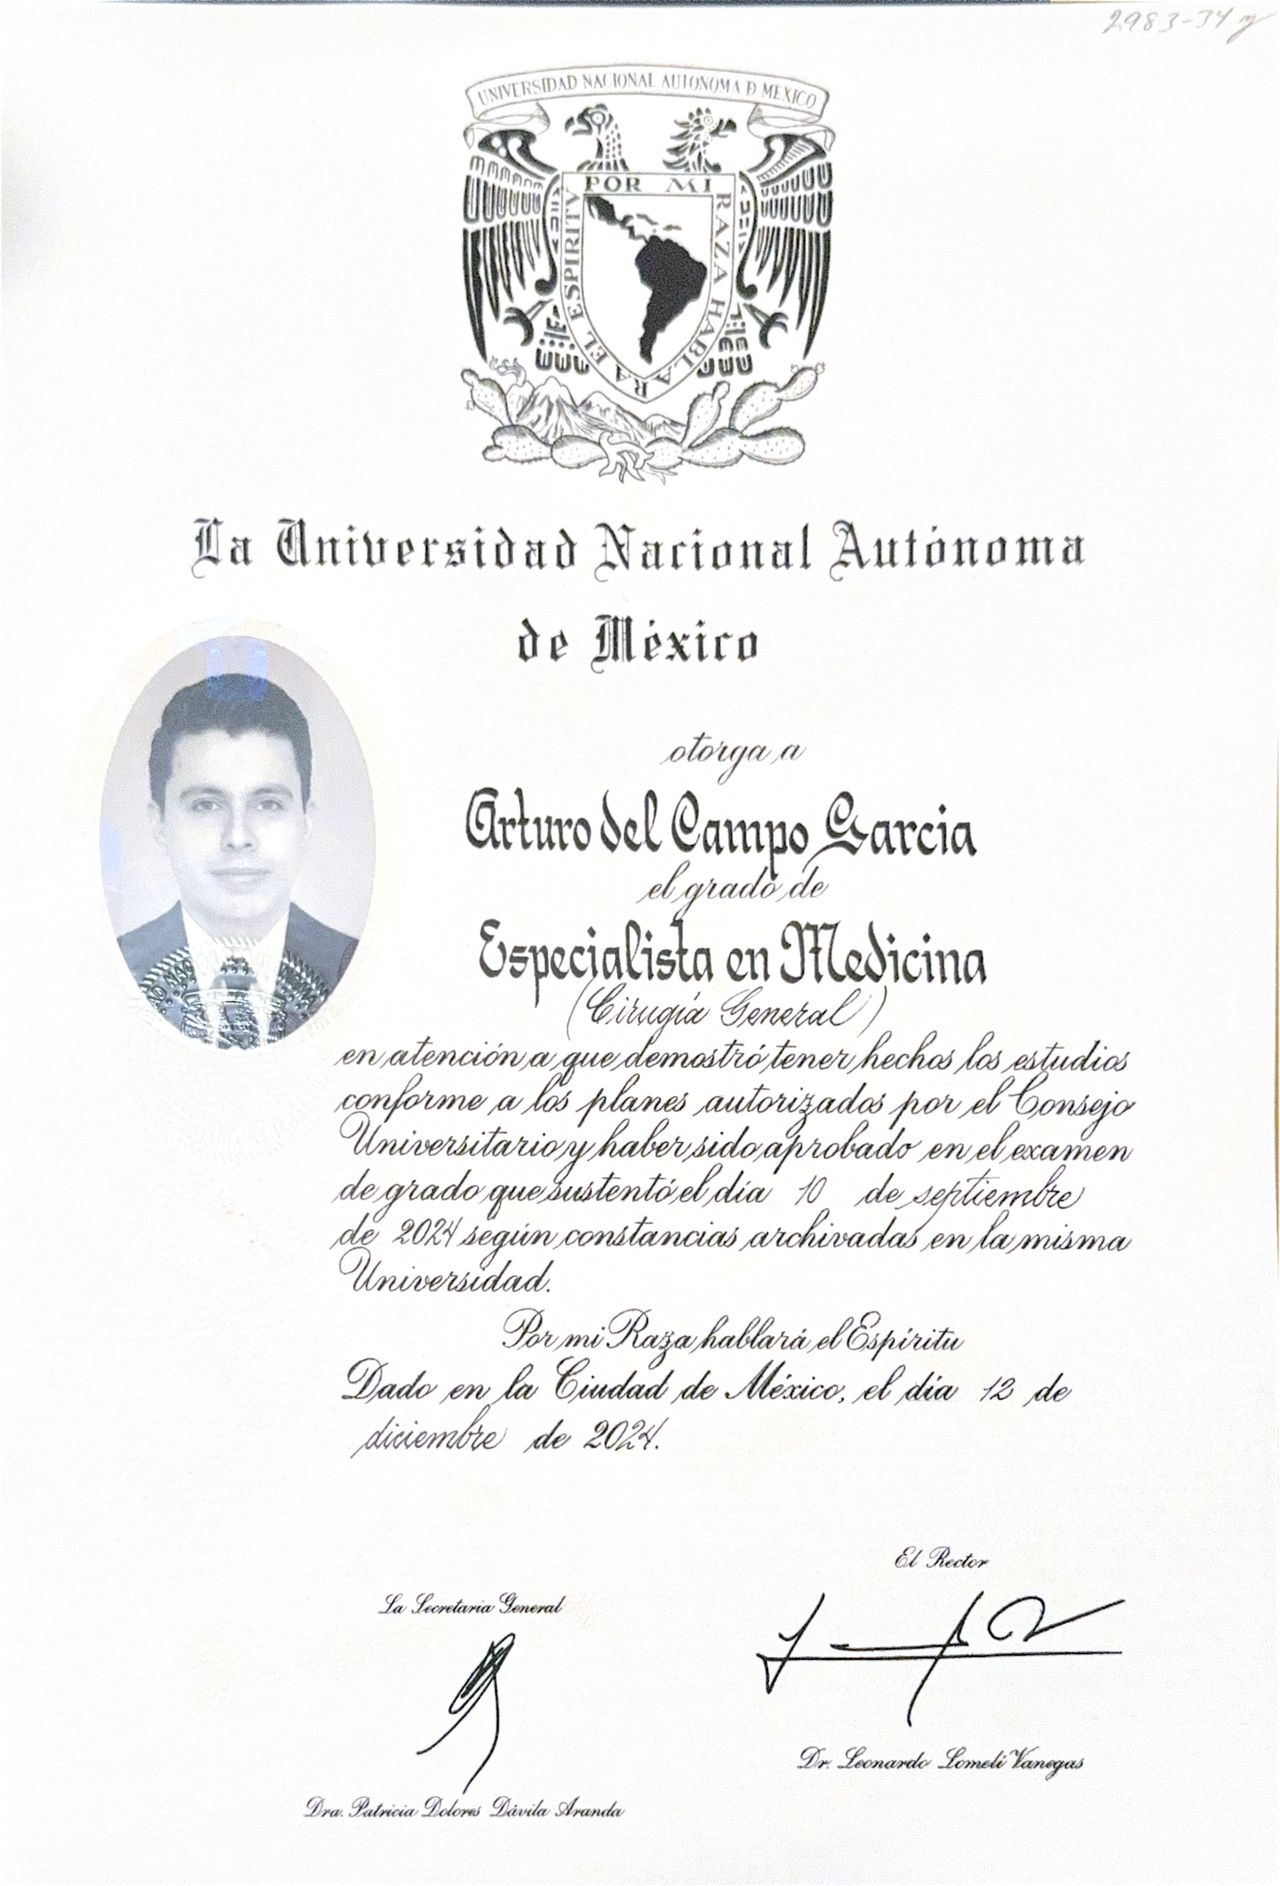 2983-34
UNIVERSIDAD NACIONAL AUTONOMA D MEXICO
POR MI RAZA HABLARA EL ESPIRITV
La Universidad Nacional Autónoma
de México
otorga a
Arturo del Campo Garcia
el grado de
Especialista en Medicina
(Cirugía General)
en atención a que demostró tener hechos los estudios
conforme a los planes autorizados por el Consejo
Universitario y haber sido aprobado en el examen
de grado que sustentó el día 10 de septiembre
de 2024 según constancias archivadas en la misma
Universidad.
Por mi Raza hablará el Espíritu
Dado en la Ciudad de México, el día 12 de
diciembre de 2024.
El Rector
La Secretaria General
Dr. Leonardo Lomelí Vanegas
Dra. Patricia Dolores Dávila Aranda